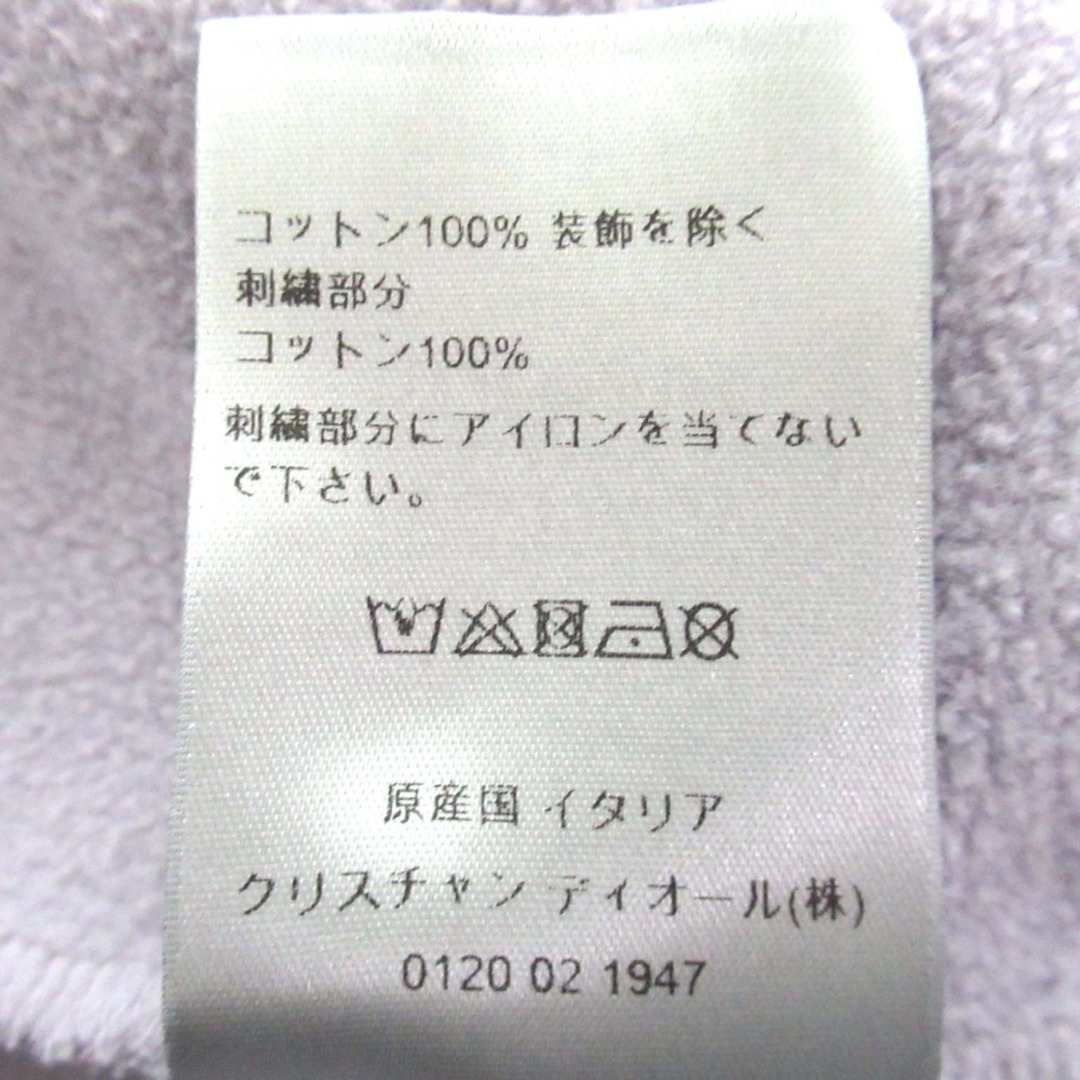 コットン100% 装飾を除く
刺繍部分
コットン100%
刺繍部分にアイロンを当てない
で下さい。
原産国 イタリア
クリスチャン ディオール(株)
0120 02 1947